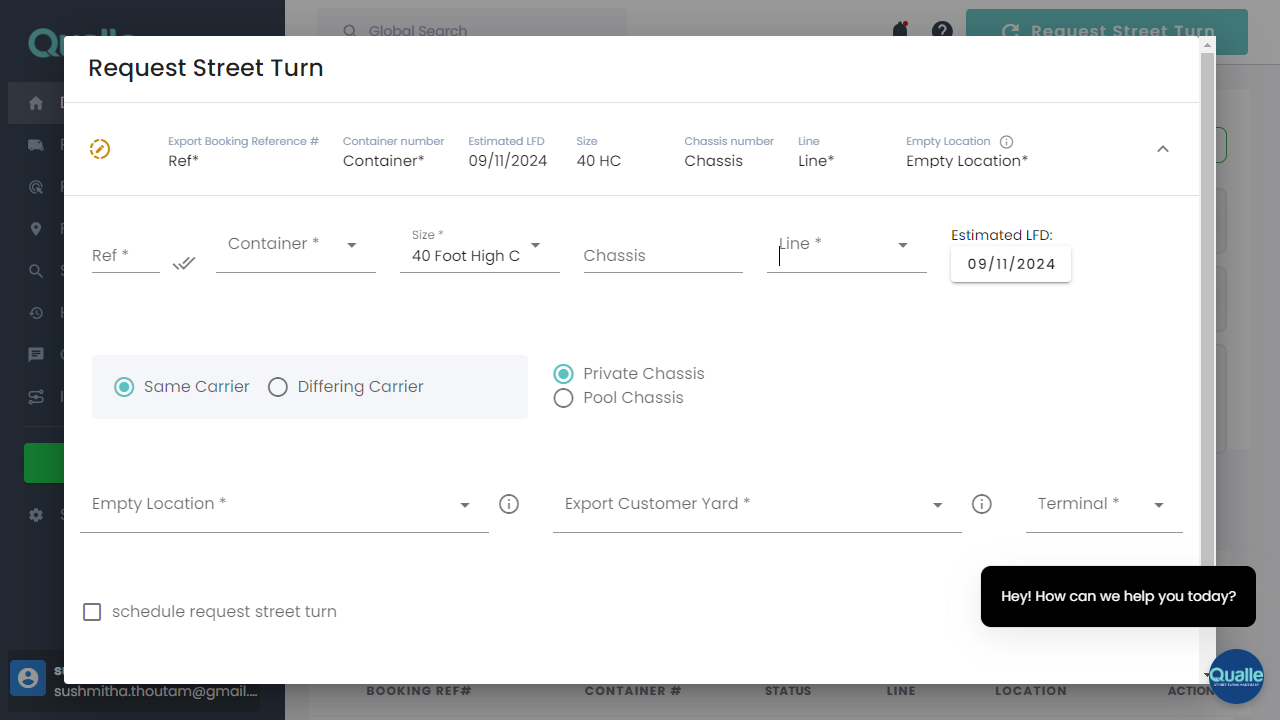 Qualle
Global Search
Request Street Turn
Request Street Turn
Export Booking Reference #
Ref*
Container number
Container*
Estimated LFD
09/11/2024
Size
40 HC
Chassis number
Chassis
Line
Line*
Empty Location
Empty Location*
Ref *
Container *
Size *
40 Foot High C
Chassis
Line *
Estimated LFD:
09/11/2024
Same Carrier
Differing Carrier
Private Chassis
Pool Chassis
Empty Location *
Export Customer Yard *
Terminal *
schedule request street turn
Hey! How can we help you today?
sushmitha.thoutam@gmail....
BOOKING REF#
CONTAINER #
STATUS
LINE
LOCATION
ACTION
Qualle